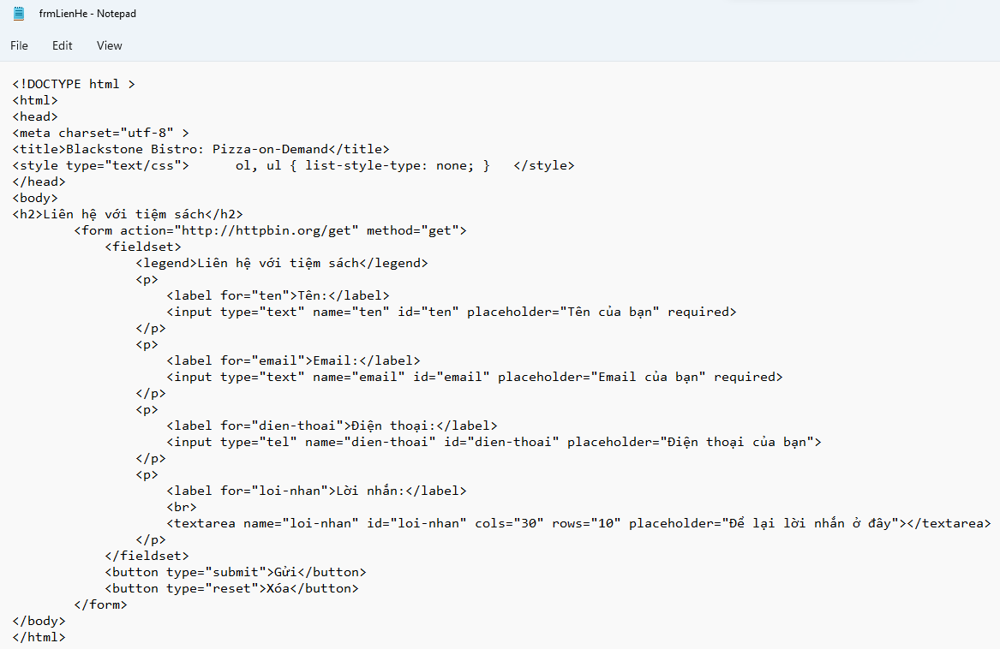 frmLienHe - Notepad
File Edit View
<!DOCTYPE html >
<html>
<head>
<meta charset="utf-8" >
<title>Blackstone Bistro: Pizza-on-Demand</title>
<style type="text/css">      ol, ul { list-style-type: none; }   </style>
</head>
<body>
<h2>Liên hệ với tiệm sách</h2>
        <form action="http://httpbin.org/get" method="get">
            <fieldset>
                <legend>Liên hệ với tiệm sách</legend>
                <p>
                    <label for="ten">Tên:</label>
                    <input type="text" name="ten" id="ten" placeholder="Tên của bạn" required>
                </p>
                <p>
                    <label for="email">Email:</label>
                    <input type="text" name="email" id="email" placeholder="Email của bạn" required>
                </p>
                <p>
                    <label for="dien-thoai">Điện thoại:</label>
                    <input type="tel" name="dien-thoai" id="dien-thoai" placeholder="Điện thoại của bạn">
                </p>
                <p>
                    <label for="loi-nhan">Lời nhắn:</label>
                    <br>
                    <textarea name="loi-nhan" id="loi-nhan" cols="30" rows="10" placeholder="Để lại lời nhắn ở đây"></textarea>
                </p>
            </fieldset>
            <button type="submit">Gửi</button>
            <button type="reset">Xóa</button>
        </form>
</body>
</html>